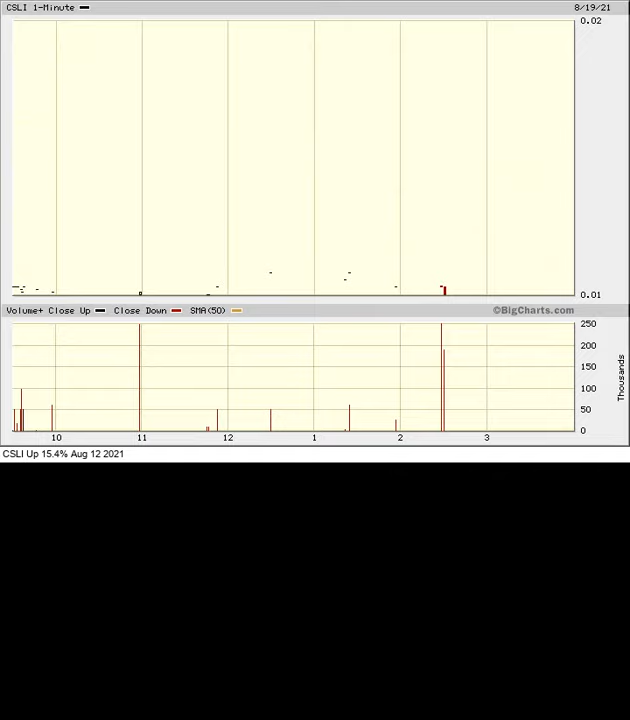 CSLI 1-Minute 8/19/21
0.02
0.01
Volume+ Close Up Close Down SMA(50) ©BigCharts.com
250
200
150
100
50
0
Thousands
10 11 12 1 2 3
CSLI Up 15.4% Aug 12 2021